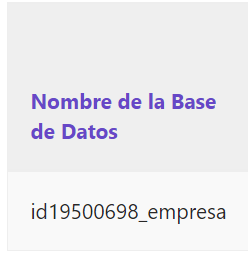 Nombre de la Base
de Datos
id19500698_empresa